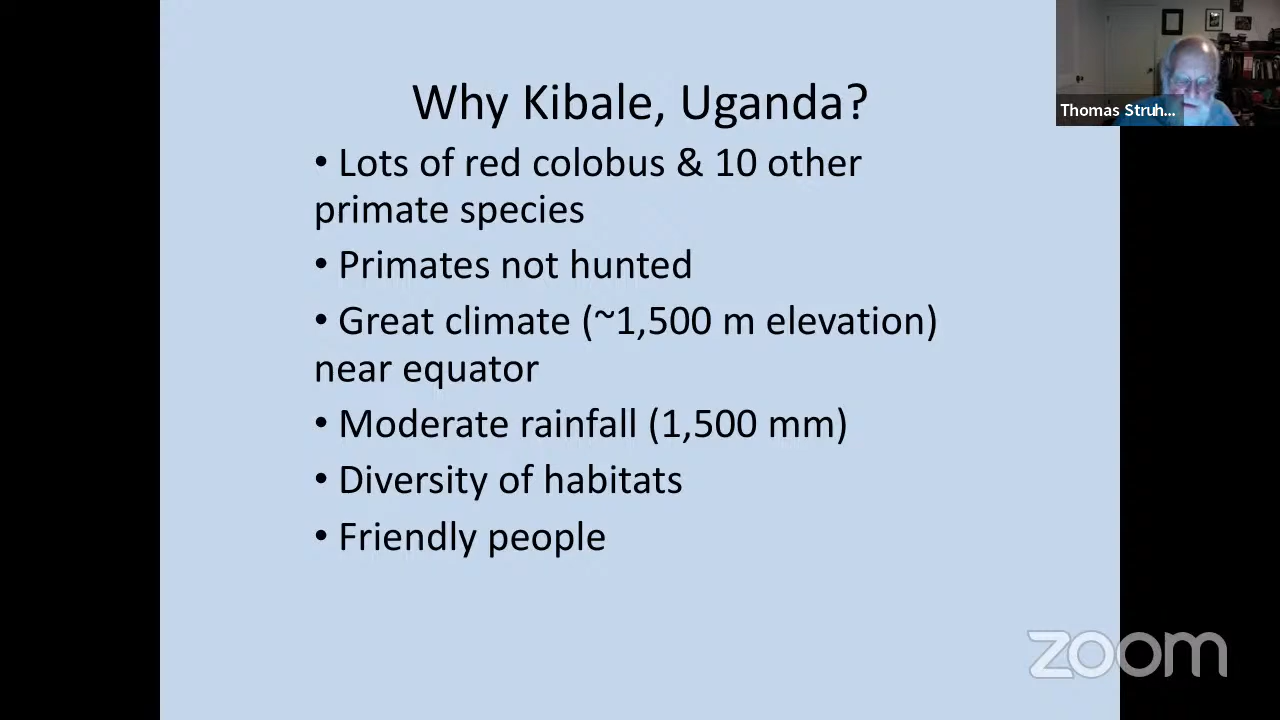 Why Kibale, Uganda?
• Lots of red colobus & 10 other
primate species
• Primates not hunted
• Great climate (~1,500 m elevation)
near equator
• Moderate rainfall (1,500 mm)
• Diversity of habitats
• Friendly people
Thomas Struh...
zoom